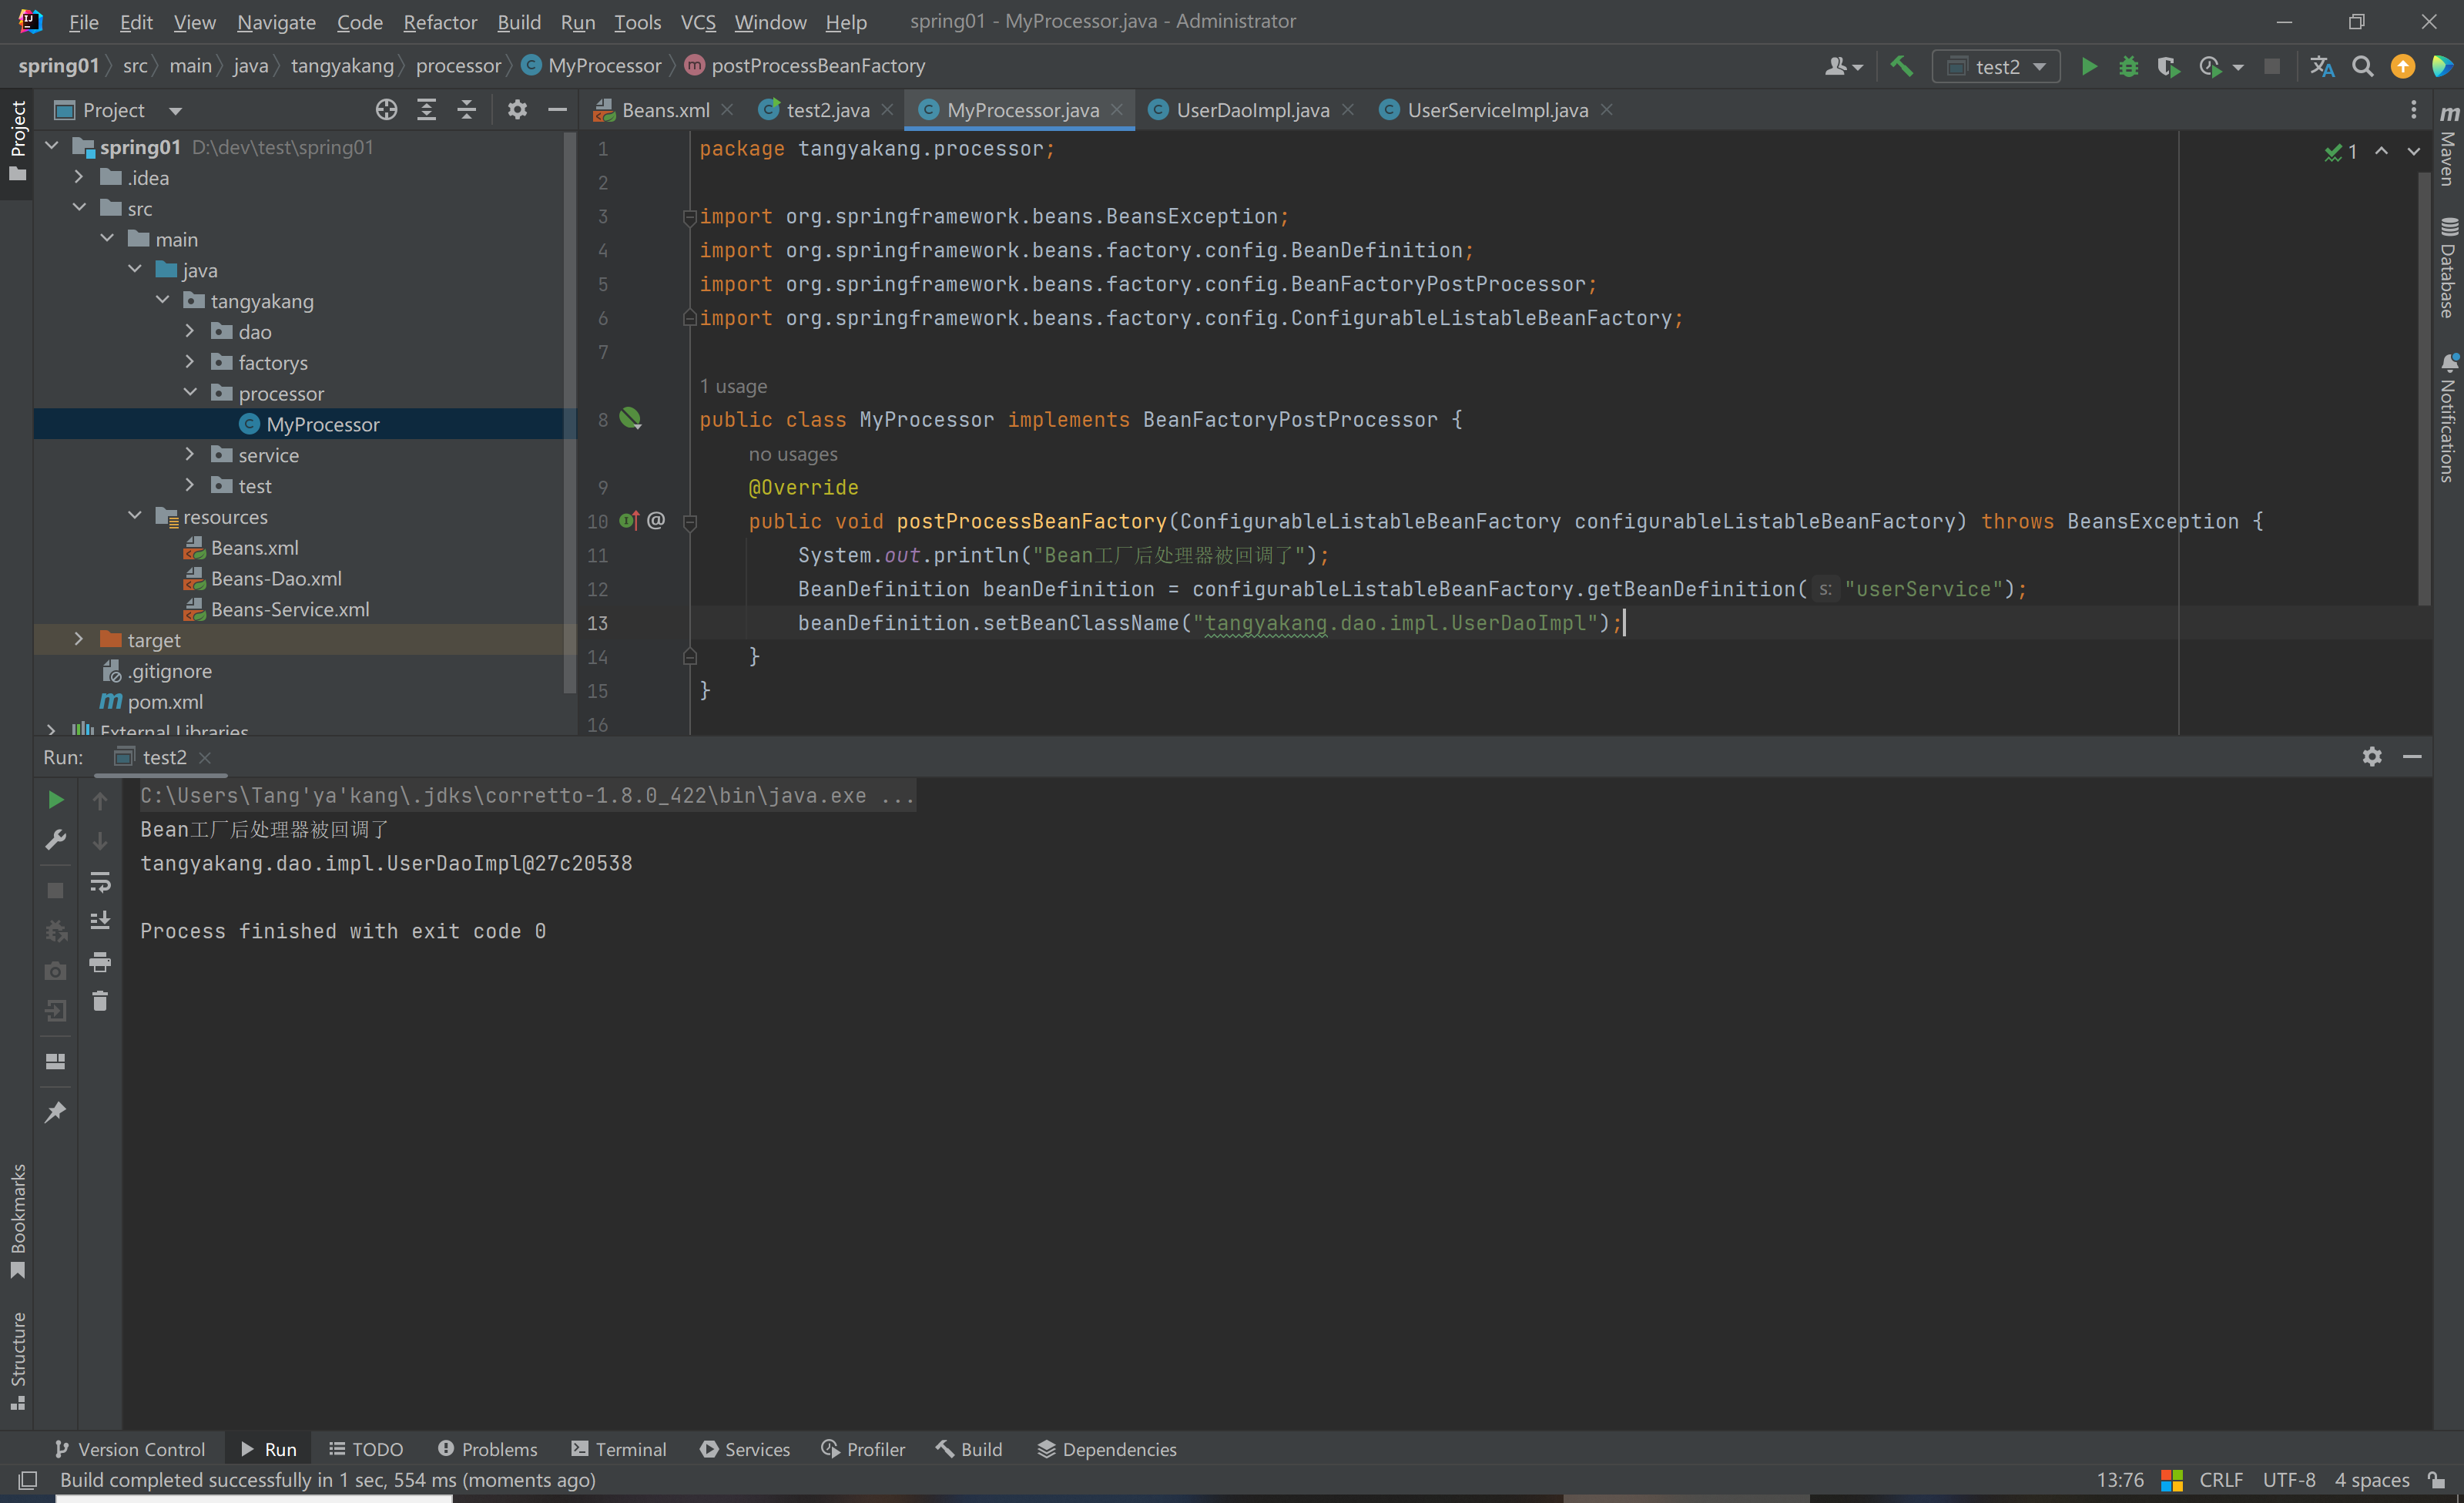 File Edit View Navigate Code Refactor Build Run Tools VCS Window Help spring01 - MyProcessor.java - Administrator
spring01 src main java tangyakang processor MyProcessor postProcessBeanFactory test2
Project
Beans.xml test2.java MyProcessor.java UserDaoImpl.java UserServiceImpl.java
Project
spring01 D:\dev\test\spring01
.idea
src
main
java
tangyakang
dao
factorys
processor
MyProcessor
service
test
resources
Beans.xml
Beans-Dao.xml
Beans-Service.xml
target
.gitignore
pom.xml
External Libraries
1 package tangyakang.processor;
2
3 import org.springframework.beans.BeansException;
4 import org.springframework.beans.factory.config.BeanDefinition;
5 import org.springframework.beans.factory.config.BeanFactoryPostProcessor;
6 import org.springframework.beans.factory.config.ConfigurableListableBeanFactory;
7
1 usage
8 public class MyProcessor implements BeanFactoryPostProcessor {
no usages
9 @Override
10 public void postProcessBeanFactory(ConfigurableListableBeanFactory configurableListableBeanFactory) throws BeansException {
11 System.out.println("Bean工厂后处理器被回调了");
12 BeanDefinition beanDefinition = configurableListableBeanFactory.getBeanDefinition( s: "userService");
13 beanDefinition.setBeanClassName("tangyakang.dao.impl.UserDaoImpl");
14 }
15 }
16
1
Maven
Database
Notifications
Run: test2
C:\Users\Tang'ya'kang\.jdks\corretto-1.8.0_422\bin\java.exe ...
Bean工厂后处理器被回调了
tangyakang.dao.impl.UserDaoImpl@27c20538
Process finished with exit code 0
Bookmarks
Structure
Version Control Run TODO Problems Terminal Services Profiler Build Dependencies
Build completed successfully in 1 sec, 554 ms (moments ago) 13:76 CRLF UTF-8 4 spaces